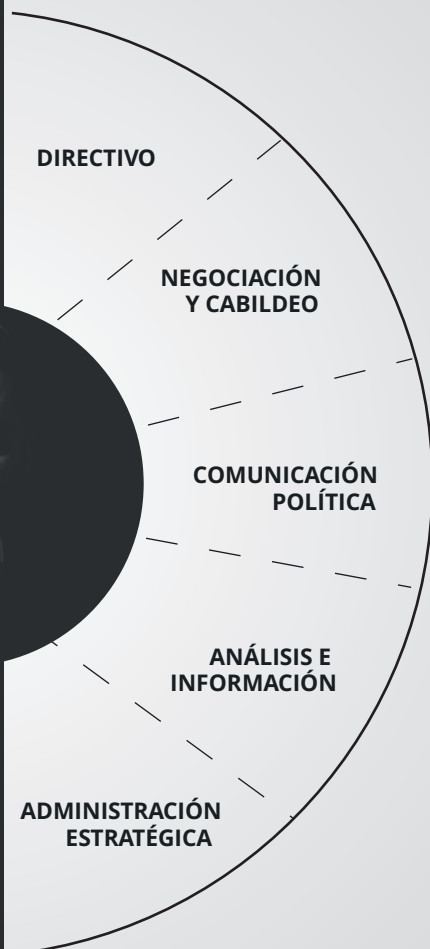 DIRECTIVO
NEGOCIACIÓN
Y CABILDEO
COMUNICACIÓN
POLÍTICA
ANÁLISIS E
INFORMACIÓN
ADMINISTRACIÓN
ESTRATÉGICA